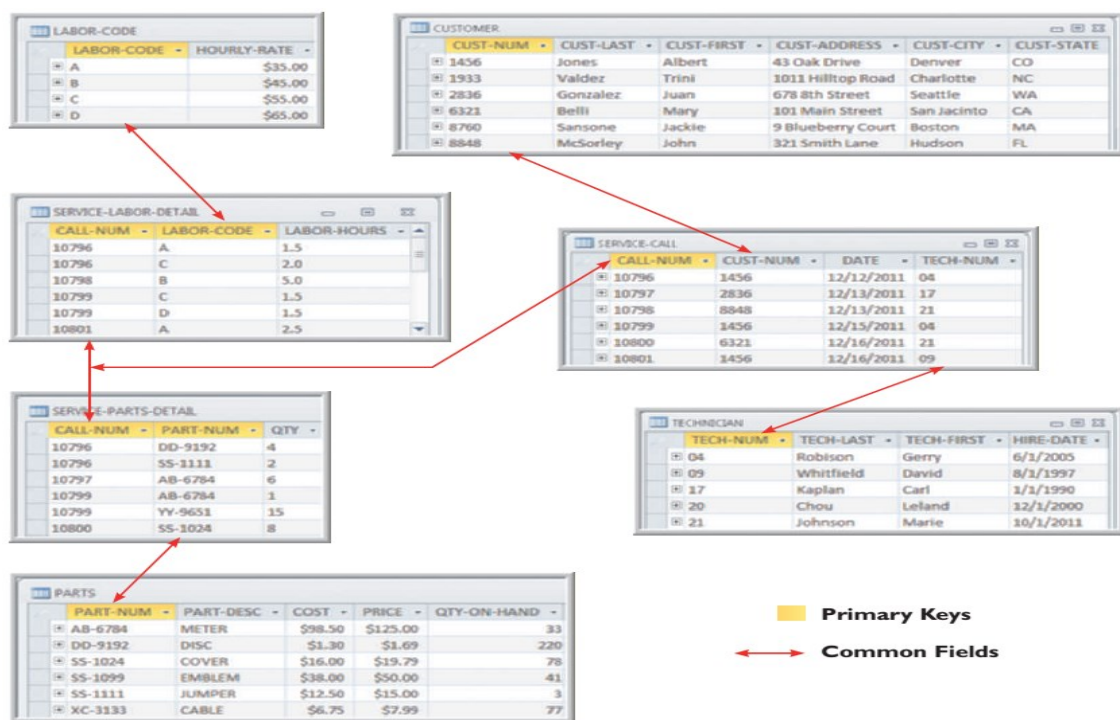 LABOR-CODE
LABOR-CODE HOURLY-RATE
A $35.00
B $45.00
C $55.00
D $65.00
CUSTOMER
CUST-NUM CUST-LAST CUST-FIRST CUST-ADDRESS CUST-CITY CUST-STATE
1456 Jones Albert 43 Oak Drive Denver CO
1933 Valdez Trini 1011 Hilltop Road Charlotte NC
2836 Gonzalez Juan 678 8th Street Seattle WA
6321 Belli Mary 101 Main Street San Jacinto CA
8760 Sansone Jackie 9 Blueberry Court Boston MA
8848 McSorley John 321 Smith Lane Hudson FL
SERVICE-LABOR-DETAIL
CALL-NUM LABOR-CODE LABOR-HOURS
10796 A 1.5
10796 C 2.0
10798 B 5.0
10799 C 1.5
10799 D 1.5
10801 A 2.5
SERVICE-CALL
CALL-NUM CUST-NUM DATE TECH-NUM
10796 1456 12/12/2011 04
10797 2836 12/13/2011 17
10798 8848 12/13/2011 21
10799 1456 12/15/2011 04
10800 6321 12/16/2011 21
10801 1456 12/16/2011 09
SERVICE-PARTS-DETAIL
CALL-NUM PART-NUM QTY
10796 DD-9192 4
10796 SS-1111 2
10797 AB-6784 6
10799 AB-6784 1
10799 YY-9651 15
10800 SS-1024 8
TECHNICIAN
TECH-NUM TECH-LAST TECH-FIRST HIRE-DATE
04 Robison Gerry 6/1/2005
09 Whitfield David 8/1/1997
17 Kaplan Carl 1/1/1990
20 Chou Leland 12/1/2000
21 Johnson Marie 10/1/2011
PARTS
PART-NUM PART-DESC COST PRICE QTY-ON-HAND
AB-6784 METER $98.50 $125.00 33
DD-9192 DISC $1.30 $1.69 220
SS-1024 COVER $16.00 $19.79 78
SS-1099 EMBLEM $38.00 $50.00 41
SS-1111 JUMPER $12.50 $15.00 3
XC-3133 CABLE $6.75 $7.99 77
Primary Keys
Common Fields